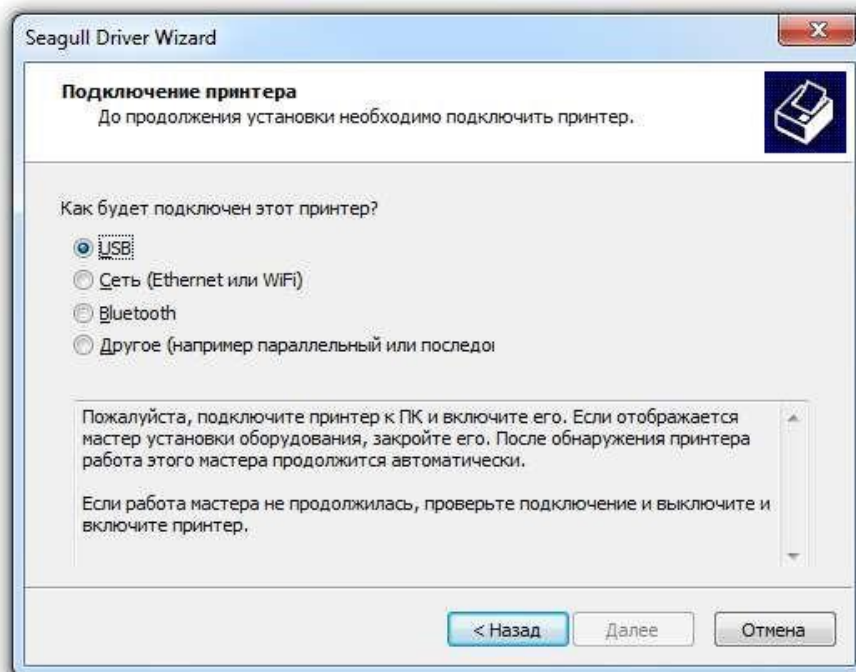 Seagull Driver Wizard
Подключение принтера
До продолжения установки необходимо подключить принтер.
Как будет подключен этот принтер?
USB
Сеть (Ethernet или WiFi)
Bluetooth
Другое (например параллельный или последо
Пожалуйста, подключите принтер к ПК и включите его. Если отображается
мастер установки оборудования, закройте его. После обнаружения принтера
работа этого мастера продолжится автоматически.
Если работа мастера не продолжилась, проверьте подключение и выключите и
включите принтер.
< Назад
Далее
Отмена